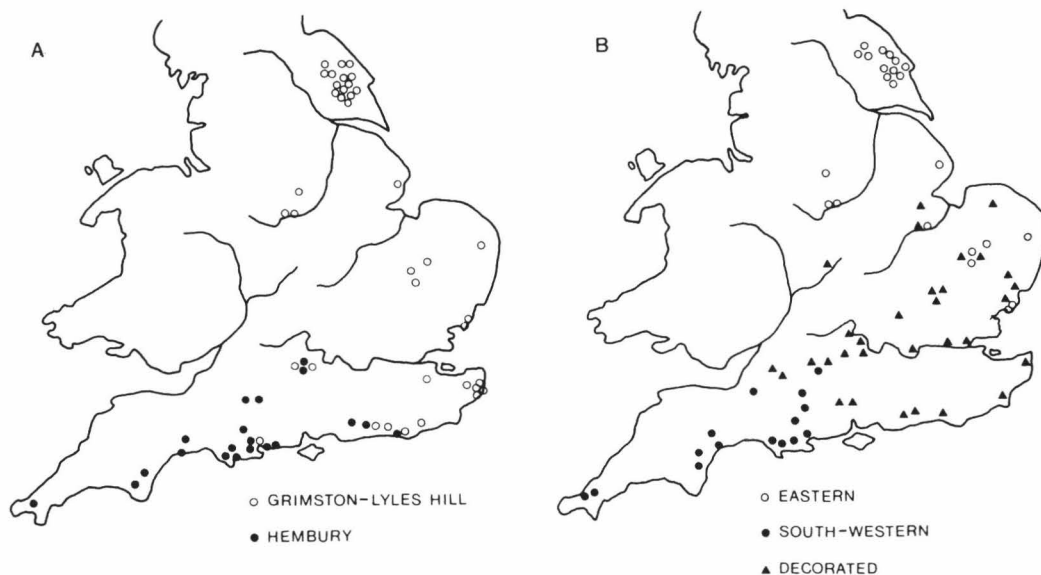 A
○ GRIMSTON-LYLES HILL
● HEMBURY
B
○ EASTERN
● SOUTH-WESTERN
▲ DECORATED